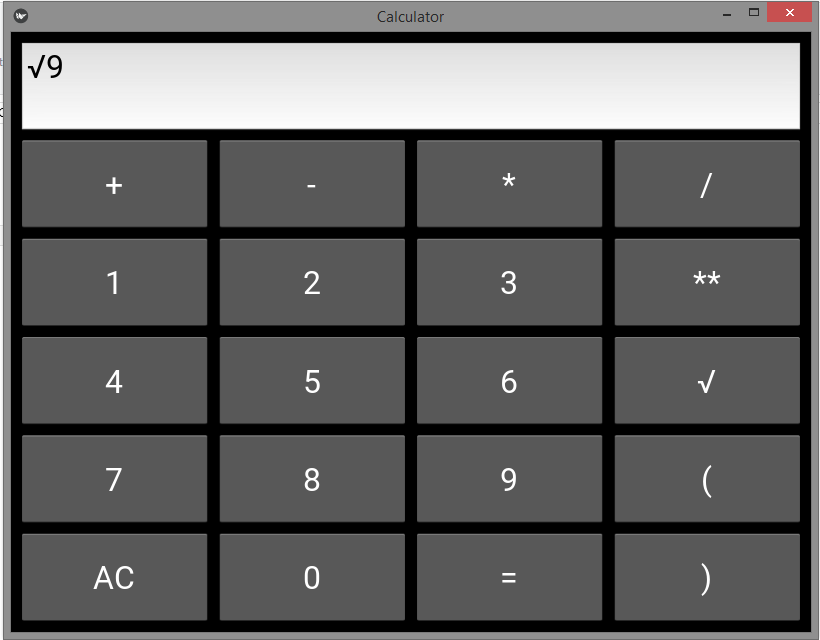 Calculator
√9
+ - * /
1 2 3 **
4 5 6 √
7 8 9 (
AC 0 = )